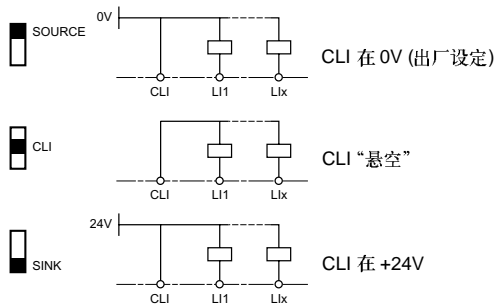 0V
SOURCE
CLI 在 0V (出厂设定)
CLI LI1 LIx
CLI
CLI “悬空”
CLI LI1 LIx
24V
SINK
CLI 在 +24V
CLI LI1 LIx